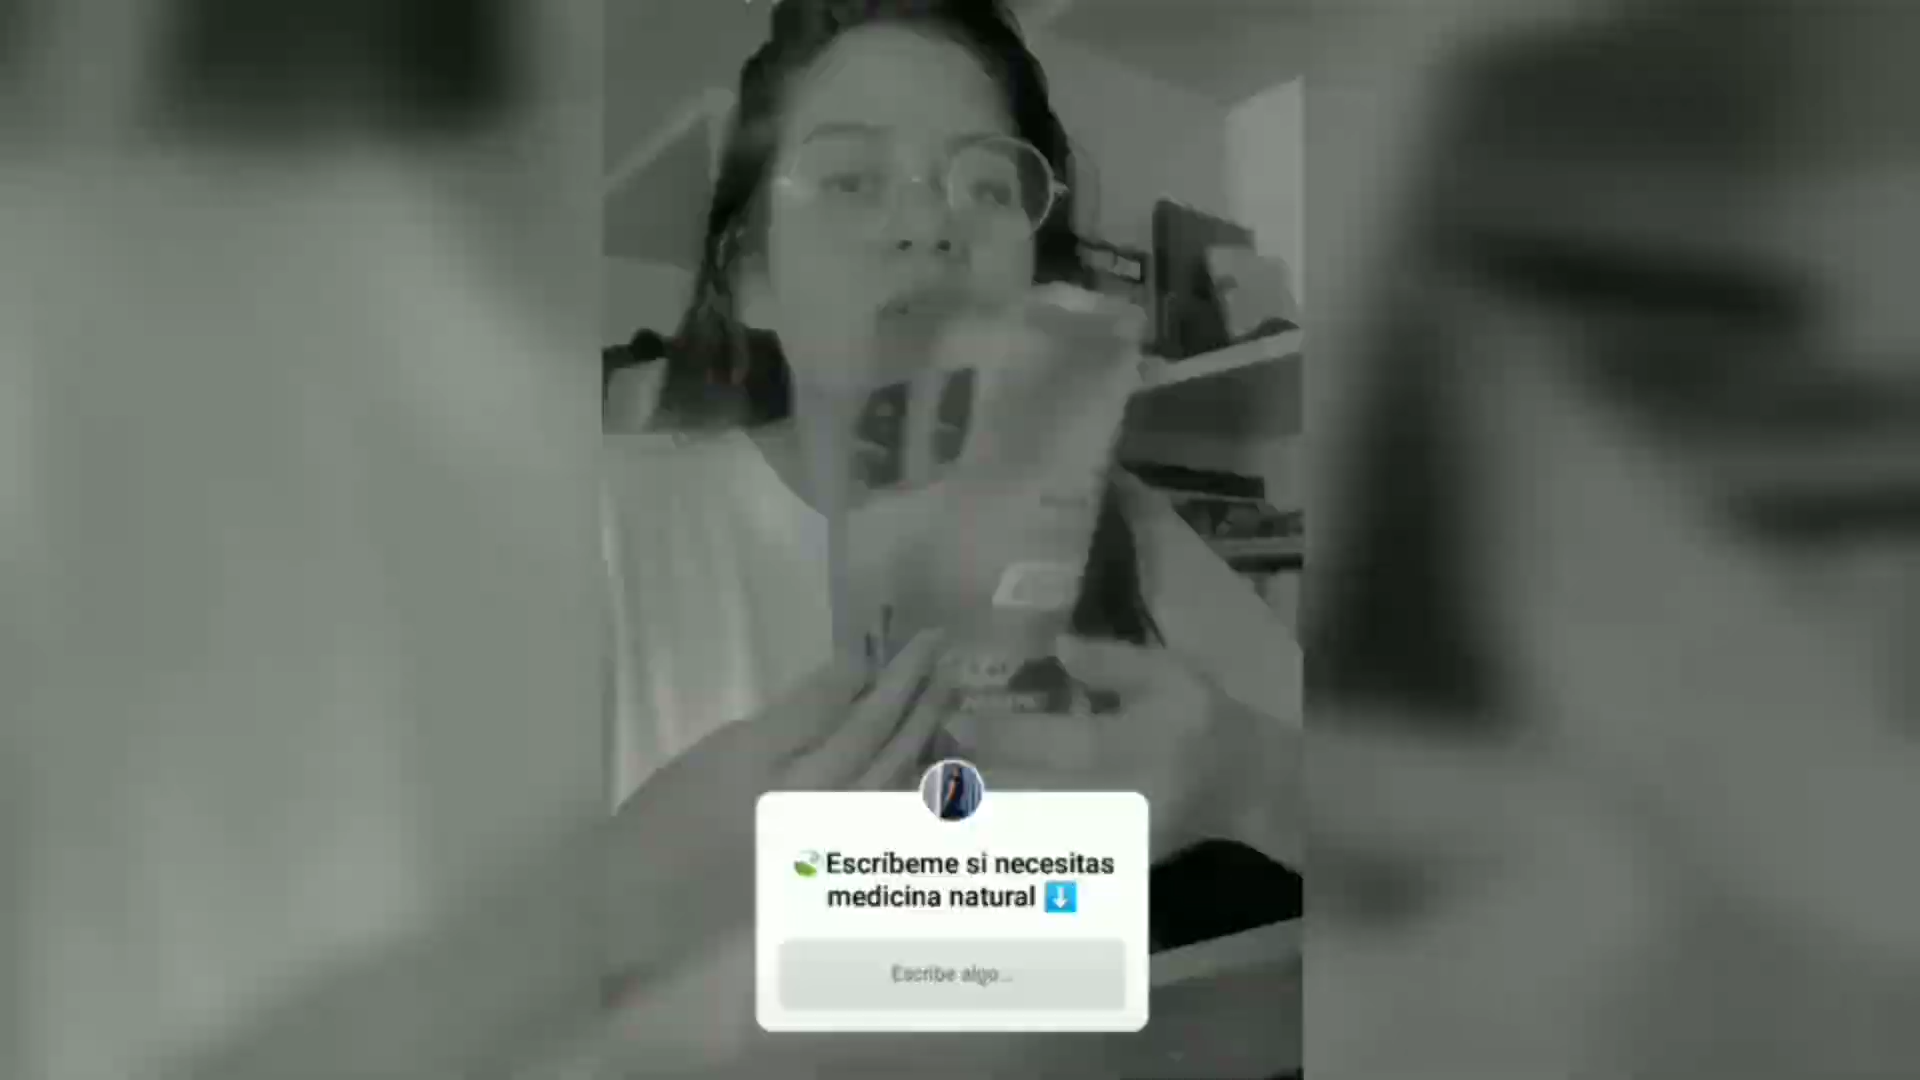 🍃Escríbeme si necesitas
medicina natural ⬇️
Escribe algo...